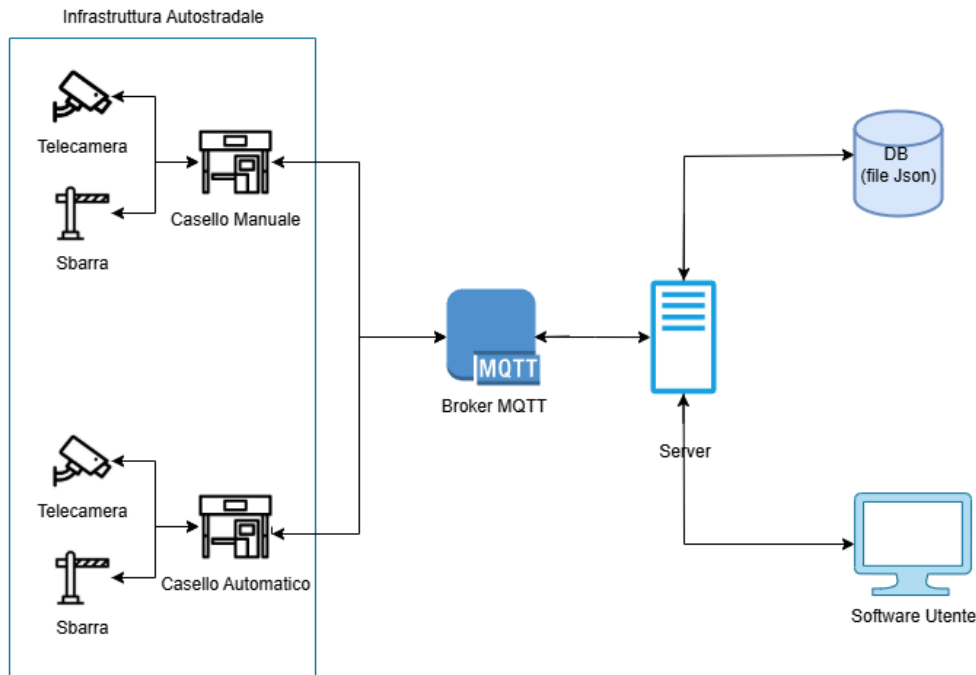 Infrastruttura Autostradale
Telecamera
Casello Manuale
Sbarra
DB
(file Json)
MQTT
Broker MQTT
Server
Telecamera
Casello Automatico
Sbarra
Software Utente